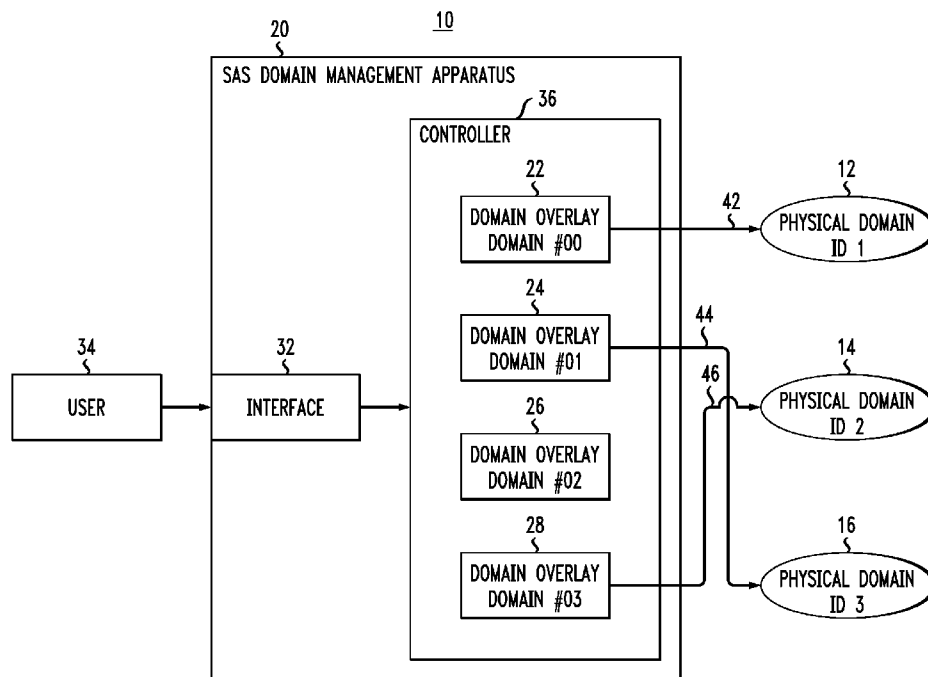 10
20
SAS DOMAIN MANAGEMENT APPARATUS
36
CONTROLLER
22
DOMAIN OVERLAY
DOMAIN #00
42
12
PHYSICAL DOMAIN
ID 1
24
DOMAIN OVERLAY
DOMAIN #01
44
34
USER
32
INTERFACE
46
14
PHYSICAL DOMAIN
ID 2
26
DOMAIN OVERLAY
DOMAIN #02
28
DOMAIN OVERLAY
DOMAIN #03
16
PHYSICAL DOMAIN
ID 3